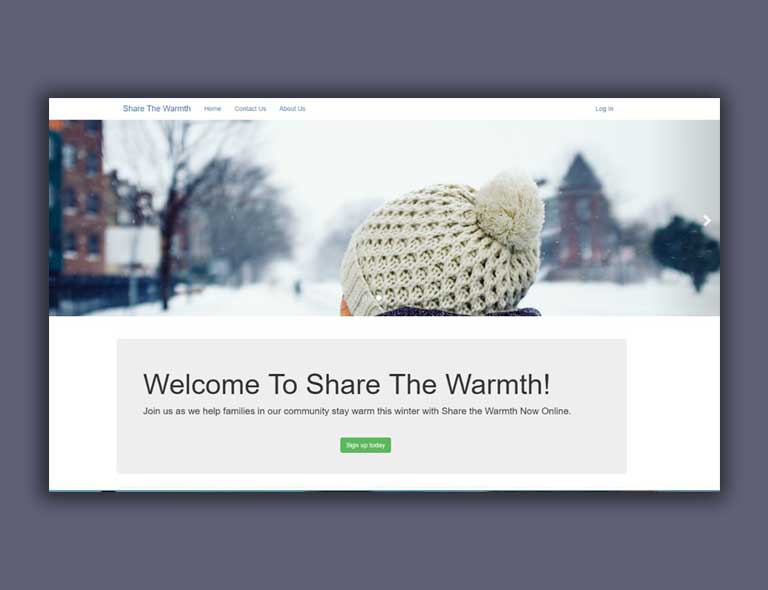 Share The Warmth Home Contact Us About Us Log In
Welcome To Share The Warmth!
Join us as we help families in our community stay warm this winter with Share the Warmth Now Online.
Sign up today